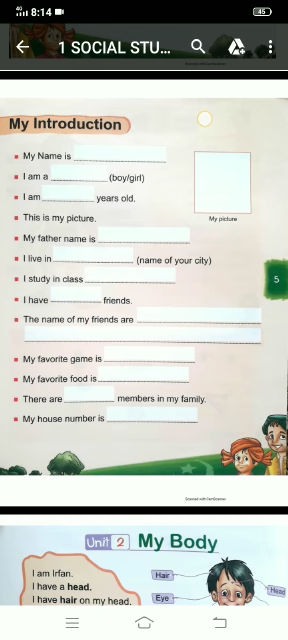 4G 8:14 45
1 SOCIAL STU...
Scanned with CamScanner
My Introduction
My Name is
I am a (boy/girl)
I am years old.
This is my picture.
My picture
My father name is
I live in (name of your city)
I study in class
5
I have friends.
The name of my friends are
My favorite game is
My favorite food is
There are members in my family.
My house number is
Scanned with CamScanner
Unit 2 My Body
I am Irfan.
I have a head.
I have hair on my head.
Hair
Eye
Head